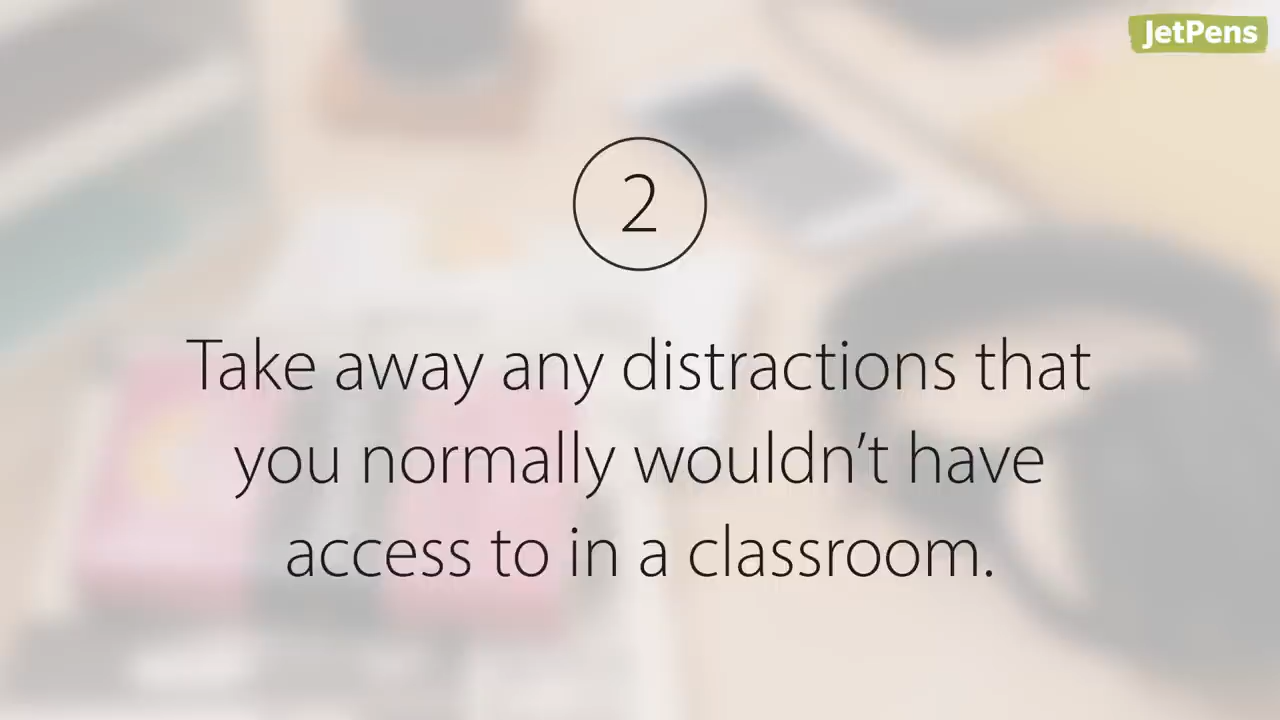 JetPens
2
Take away any distractions that
you normally wouldn't have
access to in a classroom.